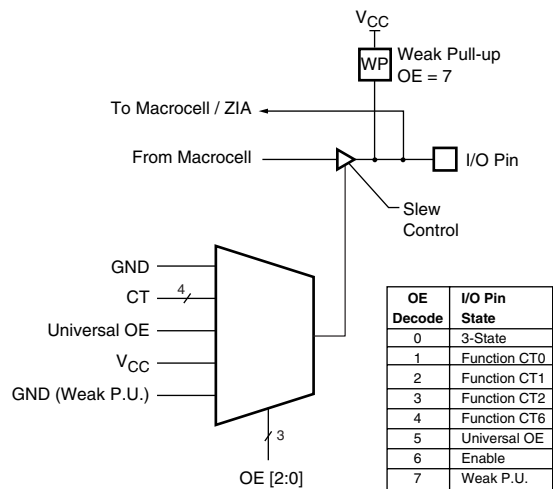 VCC
WP
Weak Pull-up
OE = 7
To Macrocell / ZIA
From Macrocell
I/O Pin
Slew
Control
GND
CT
4
Universal OE
VCC
GND (Weak P.U.)
3
OE [2:0]
OE Decode I/O Pin State
0 3-State
1 Function CT0
2 Function CT1
3 Function CT2
4 Function CT6
5 Universal OE
6 Enable
7 Weak P.U.